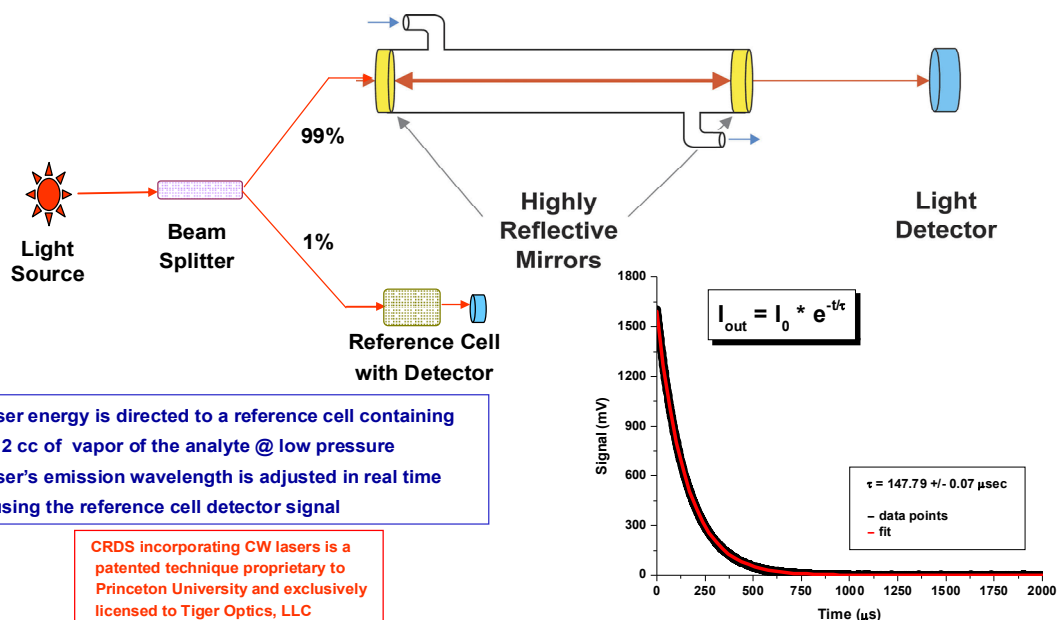 99%
1%
Light
Source
Beam
Splitter
Highly
Reflective
Mirrors
Light
Detector
Reference Cell
with Detector
ser energy is directed to a reference cell containing
2 cc of vapor of the analyte @ low pressure
ser's emission wavelength is adjusted in real time
using the reference cell detector signal
CRDS incorporating CW lasers is a
patented technique proprietary to
Princeton University and exclusively
licensed to Tiger Optics, LLC
I_out = I_0 * e^-t/τ
Signal (mV)
1800
1500
1200
900
600
300
0
τ = 147.79 +/- 0.07 μsec
– data points
– fit
0 250 500 750 1000 1250 1500 1750 2000
Time (μs)